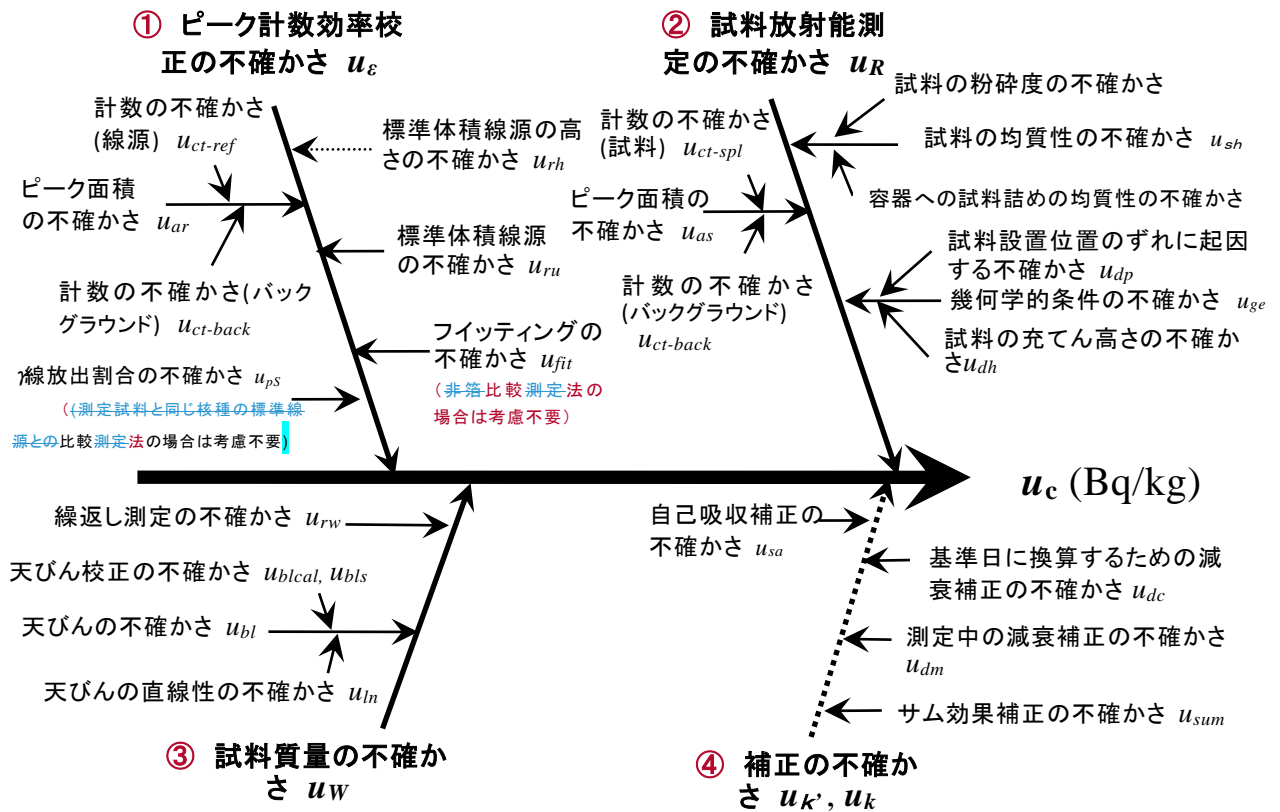 ① ピーク計数効率校
正の不確かさ uε
計数の不確かさ
(線源) uct-ref
標準体積線源の高
さの不確かさ urh
ピーク面積
の不確かさ uar
標準体積線源
の不確かさ uru
計数の不確かさ(バック
グラウンド) uct-back
フイッティングの
不確かさ ufit
(非箔比較測定法の
場合は考慮不要)
γ線放出割合の不確かさ upS
((測定試料と同じ核種の標準線
源との比較測定法の場合は考慮不要)
② 試料放射能測
定の不確かさ uR
試料の粉砕度の不確かさ
計数の不確かさ
(試料) uct-spl
試料の均質性の不確かさ ush
ピーク面積の
不確かさ uas
容器への試料詰めの均質性の不確かさ
試料設置位置のずれに起因
する不確かさ udp
計数の不確かさ
(バックグラウンド)
uct-back
幾何学的条件の不確かさ uge
試料の充てん高さの不確か
さudh
uc (Bq/kg)
繰返し測定の不確かさ urw
天びん校正の不確かさ ublcal, ubls
天びんの不確かさ ubl
天びんの直線性の不確かさ uln
③ 試料質量の不確か
さ uW
自己吸収補正の
不確かさ usa
基準日に換算するための減
衰補正の不確かさ udc
測定中の減衰補正の不確かさ
udm
サム効果補正の不確かさ usum
④ 補正の不確か
さ uK', uk